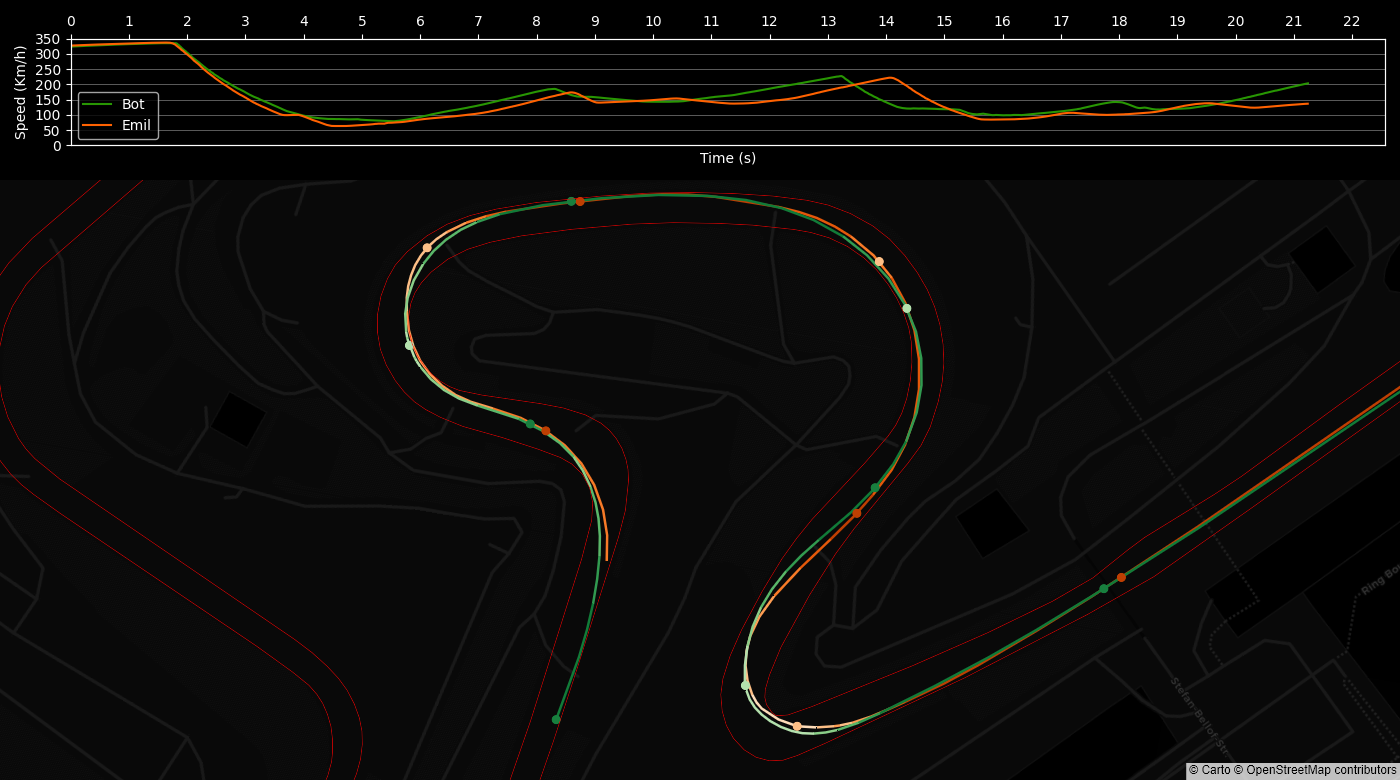 0 1 2 3 4 5 6 7 8 9 10 11 12 13 14 15 16 17 18 19 20 21 22
350
300
250
200
150
100
50
0
Speed (Km/h)
Bot
Emil
Time (s)
Ring Bo
Stefan-Bellof-Str
© Carto © OpenStreetMap contributors